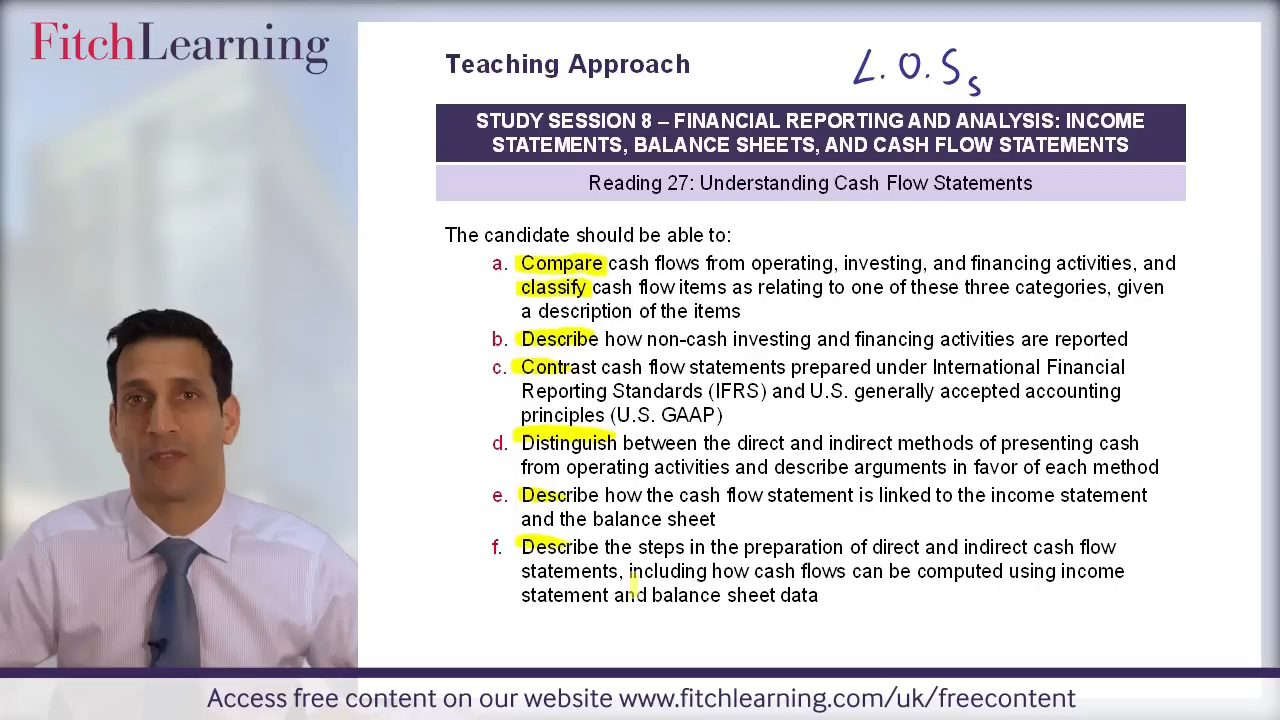 FitchLearning
Teaching Approach
L.O.Ss
STUDY SESSION 8 – FINANCIAL REPORTING AND ANALYSIS: INCOME
STATEMENTS, BALANCE SHEETS, AND CASH FLOW STATEMENTS
Reading 27: Understanding Cash Flow Statements
The candidate should be able to:
a. Compare cash flows from operating, investing, and financing activities, and
classify cash flow items as relating to one of these three categories, given
a description of the items
b. Describe how non-cash investing and financing activities are reported
c. Contrast cash flow statements prepared under International Financial
Reporting Standards (IFRS) and U.S. generally accepted accounting
principles (U.S. GAAP)
d. Distinguish between the direct and indirect methods of presenting cash
from operating activities and describe arguments in favor of each method
e. Describe how the cash flow statement is linked to the income statement
and the balance sheet
f. Describe the steps in the preparation of direct and indirect cash flow
statements, including how cash flows can be computed using income
statement and balance sheet data
Access free content on our website www.fitchlearning.com/uk/freecontent